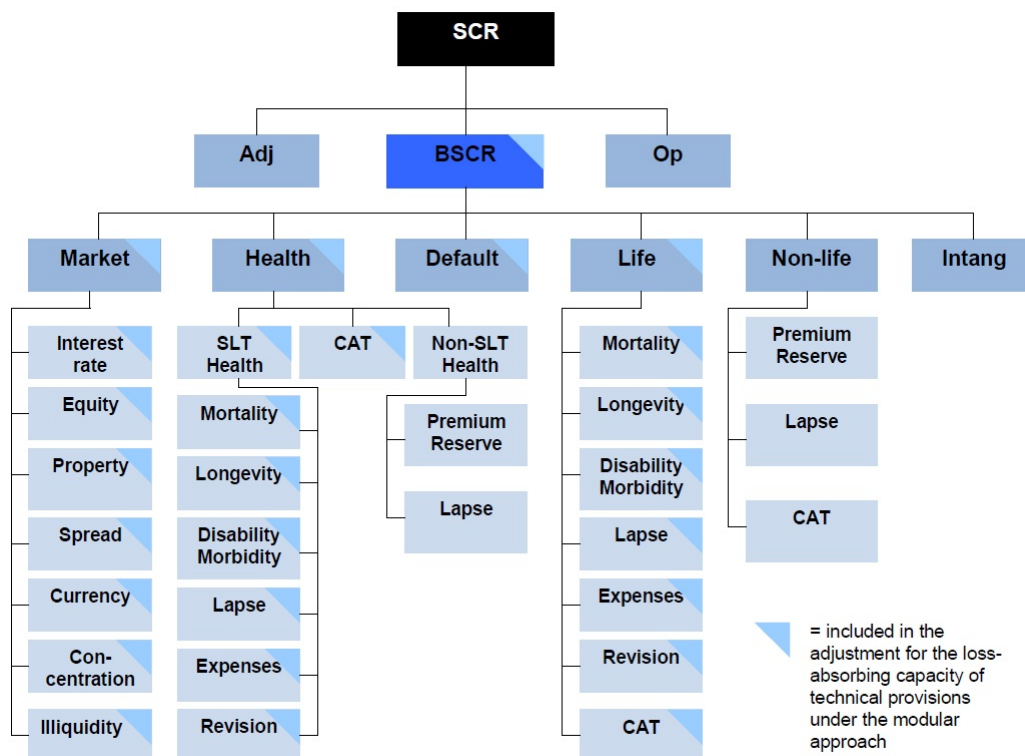 SCR
Adj
BSCR
Op
Market
Health
Default
Life
Non-life
Intang
Interest
rate
Equity
Property
Spread
Currency
Con-
centration
Illiquidity
SLT
Health
CAT
Non-SLT
Health
Mortality
Longevity
Disability
Morbidity
Lapse
Expenses
Revision
Premium
Reserve
Lapse
Mortality
Longevity
Disability
Morbidity
Lapse
Expenses
Revision
CAT
Premium
Reserve
Lapse
CAT
= included in the
adjustment for the loss-
absorbing capacity of
technical provisions
under the modular
approach